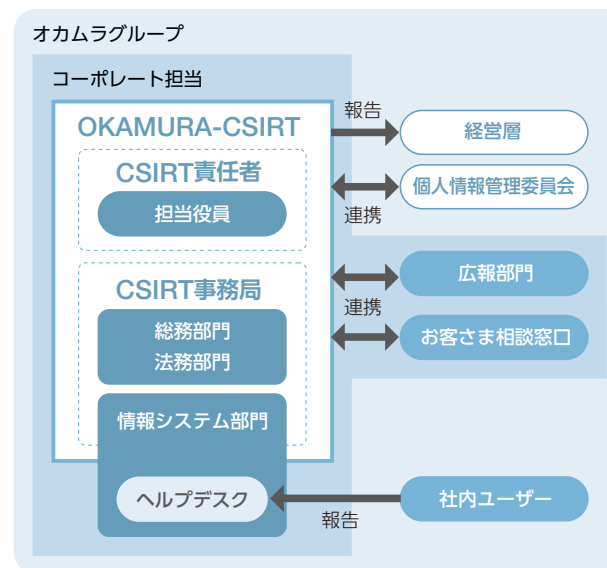 オカムラグループ
コーポレート担当
OKAMURA-CSIRT
CSIRT責任者
担当役員
CSIRT事務局
総務部門
法務部門
情報システム部門
ヘルプデスク
報告
経営層
個人情報管理委員会
連携
広報部門
連携
お客さま相談窓口
社内ユーザー
報告